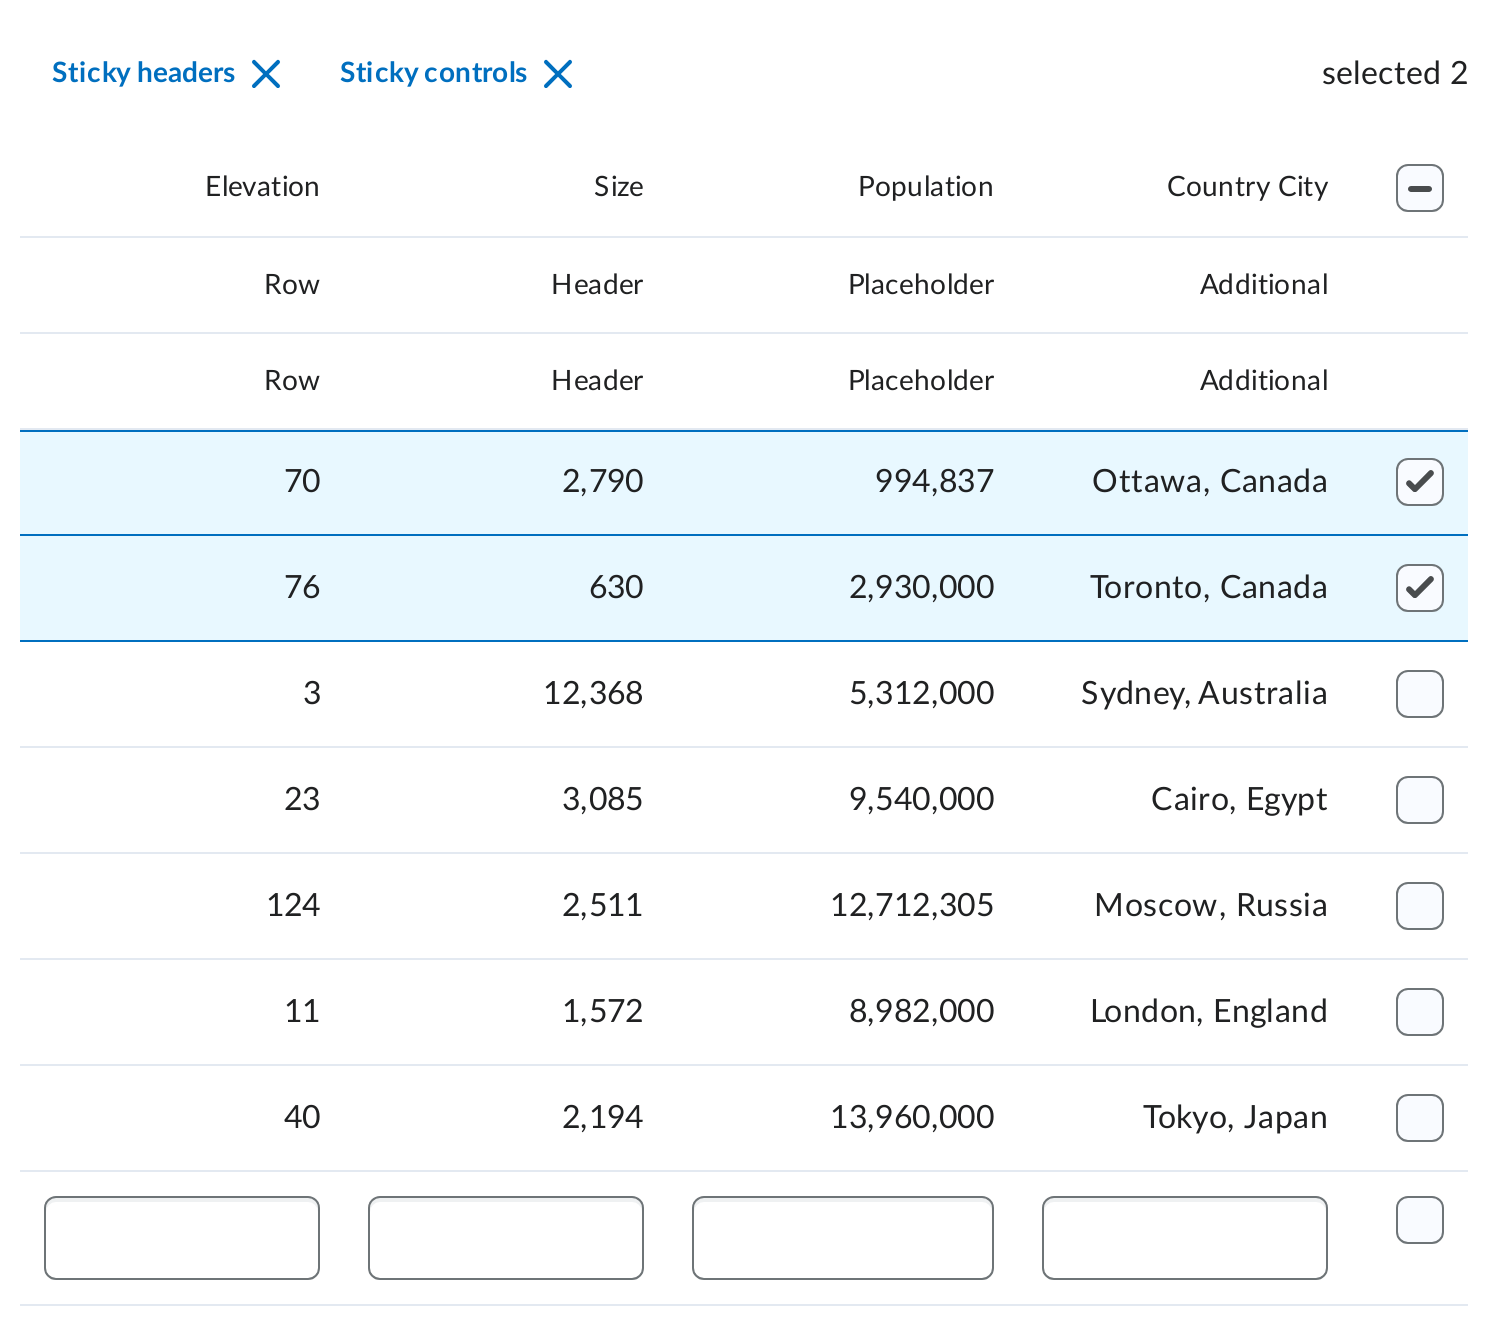 Sticky headers Sticky controls selected 2
Elevation Size Population Country City
Row Header Placeholder Additional
Row Header Placeholder Additional
70 2,790 994,837 Ottawa, Canada
76 630 2,930,000 Toronto, Canada
3 12,368 5,312,000 Sydney, Australia
23 3,085 9,540,000 Cairo, Egypt
124 2,511 12,712,305 Moscow, Russia
11 1,572 8,982,000 London, England
40 2,194 13,960,000 Tokyo, Japan